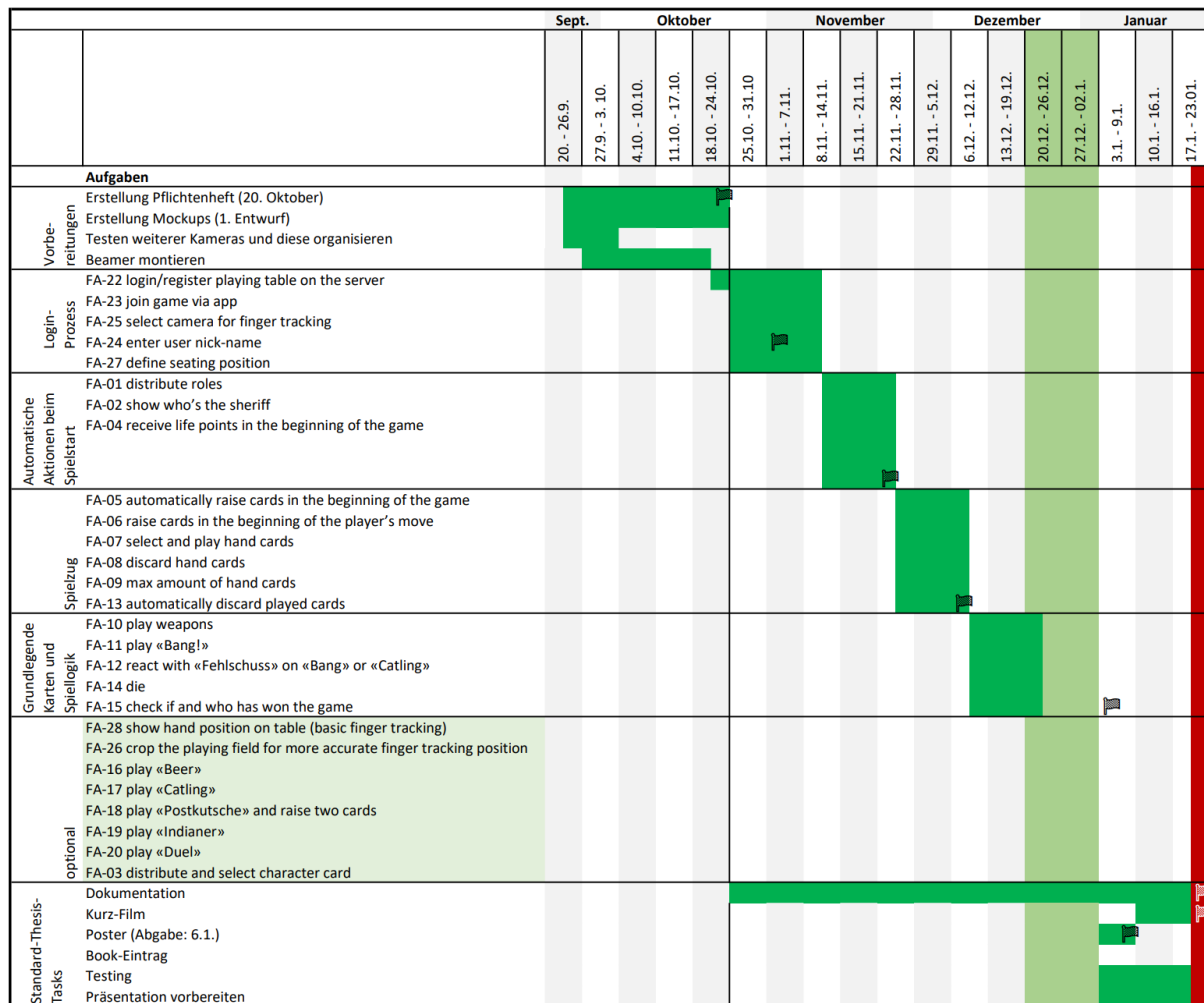 Sept. Oktober November Dezember Januar
20. - 26.9.
27.9. - 3. 10.
4.10. - 10.10.
11.10. - 17.10.
18.10. - 24.10.
25.10. - 31.10
1.11. - 7.11.
8.11. - 14.11.
15.11. - 21.11.
22.11. - 28.11.
29.11. - 5.12.
6.12. - 12.12.
13.12. - 19.12.
20.12. - 26.12.
27.12. - 02.1.
3.1. - 9.1.
10.1. - 16.1.
17.1. - 23.01.
Aufgaben
Vorbe-
reitungen
Erstellung Pflichtenheft (20. Oktober)
Erstellung Mockups (1. Entwurf)
Testen weiterer Kameras und diese organisieren
Beamer montieren
Login-
Prozess
FA-22 login/register playing table on the server
FA-23 join game via app
FA-25 select camera for finger tracking
FA-24 enter user nick-name
FA-27 define seating position
Automatische
Aktionen beim
Spielstart
FA-01 distribute roles
FA-02 show who's the sheriff
FA-04 receive life points in the beginning of the game
Spielzug
FA-05 automatically raise cards in the beginning of the game
FA-06 raise cards in the beginning of the player's move
FA-07 select and play hand cards
FA-08 discard hand cards
FA-09 max amount of hand cards
FA-13 automatically discard played cards
Grundlegende
Karten und
Spiellogik
FA-10 play weapons
FA-11 play «Bang!»
FA-12 react with «Fehlschuss» on «Bang» or «Catling»
FA-14 die
FA-15 check if and who has won the game
optional
FA-28 show hand position on table (basic finger tracking)
FA-26 crop the playing field for more accurate finger tracking position
FA-16 play «Beer»
FA-17 play «Catling»
FA-18 play «Postkutsche» and raise two cards
FA-19 play «Indianer»
FA-20 play «Duel»
FA-03 distribute and select character card
Standard-Thesis-
Tasks
Dokumentation
Kurz-Film
Poster (Abgabe: 6.1.)
Book-Eintrag
Testing
Präsentation vorbereiten